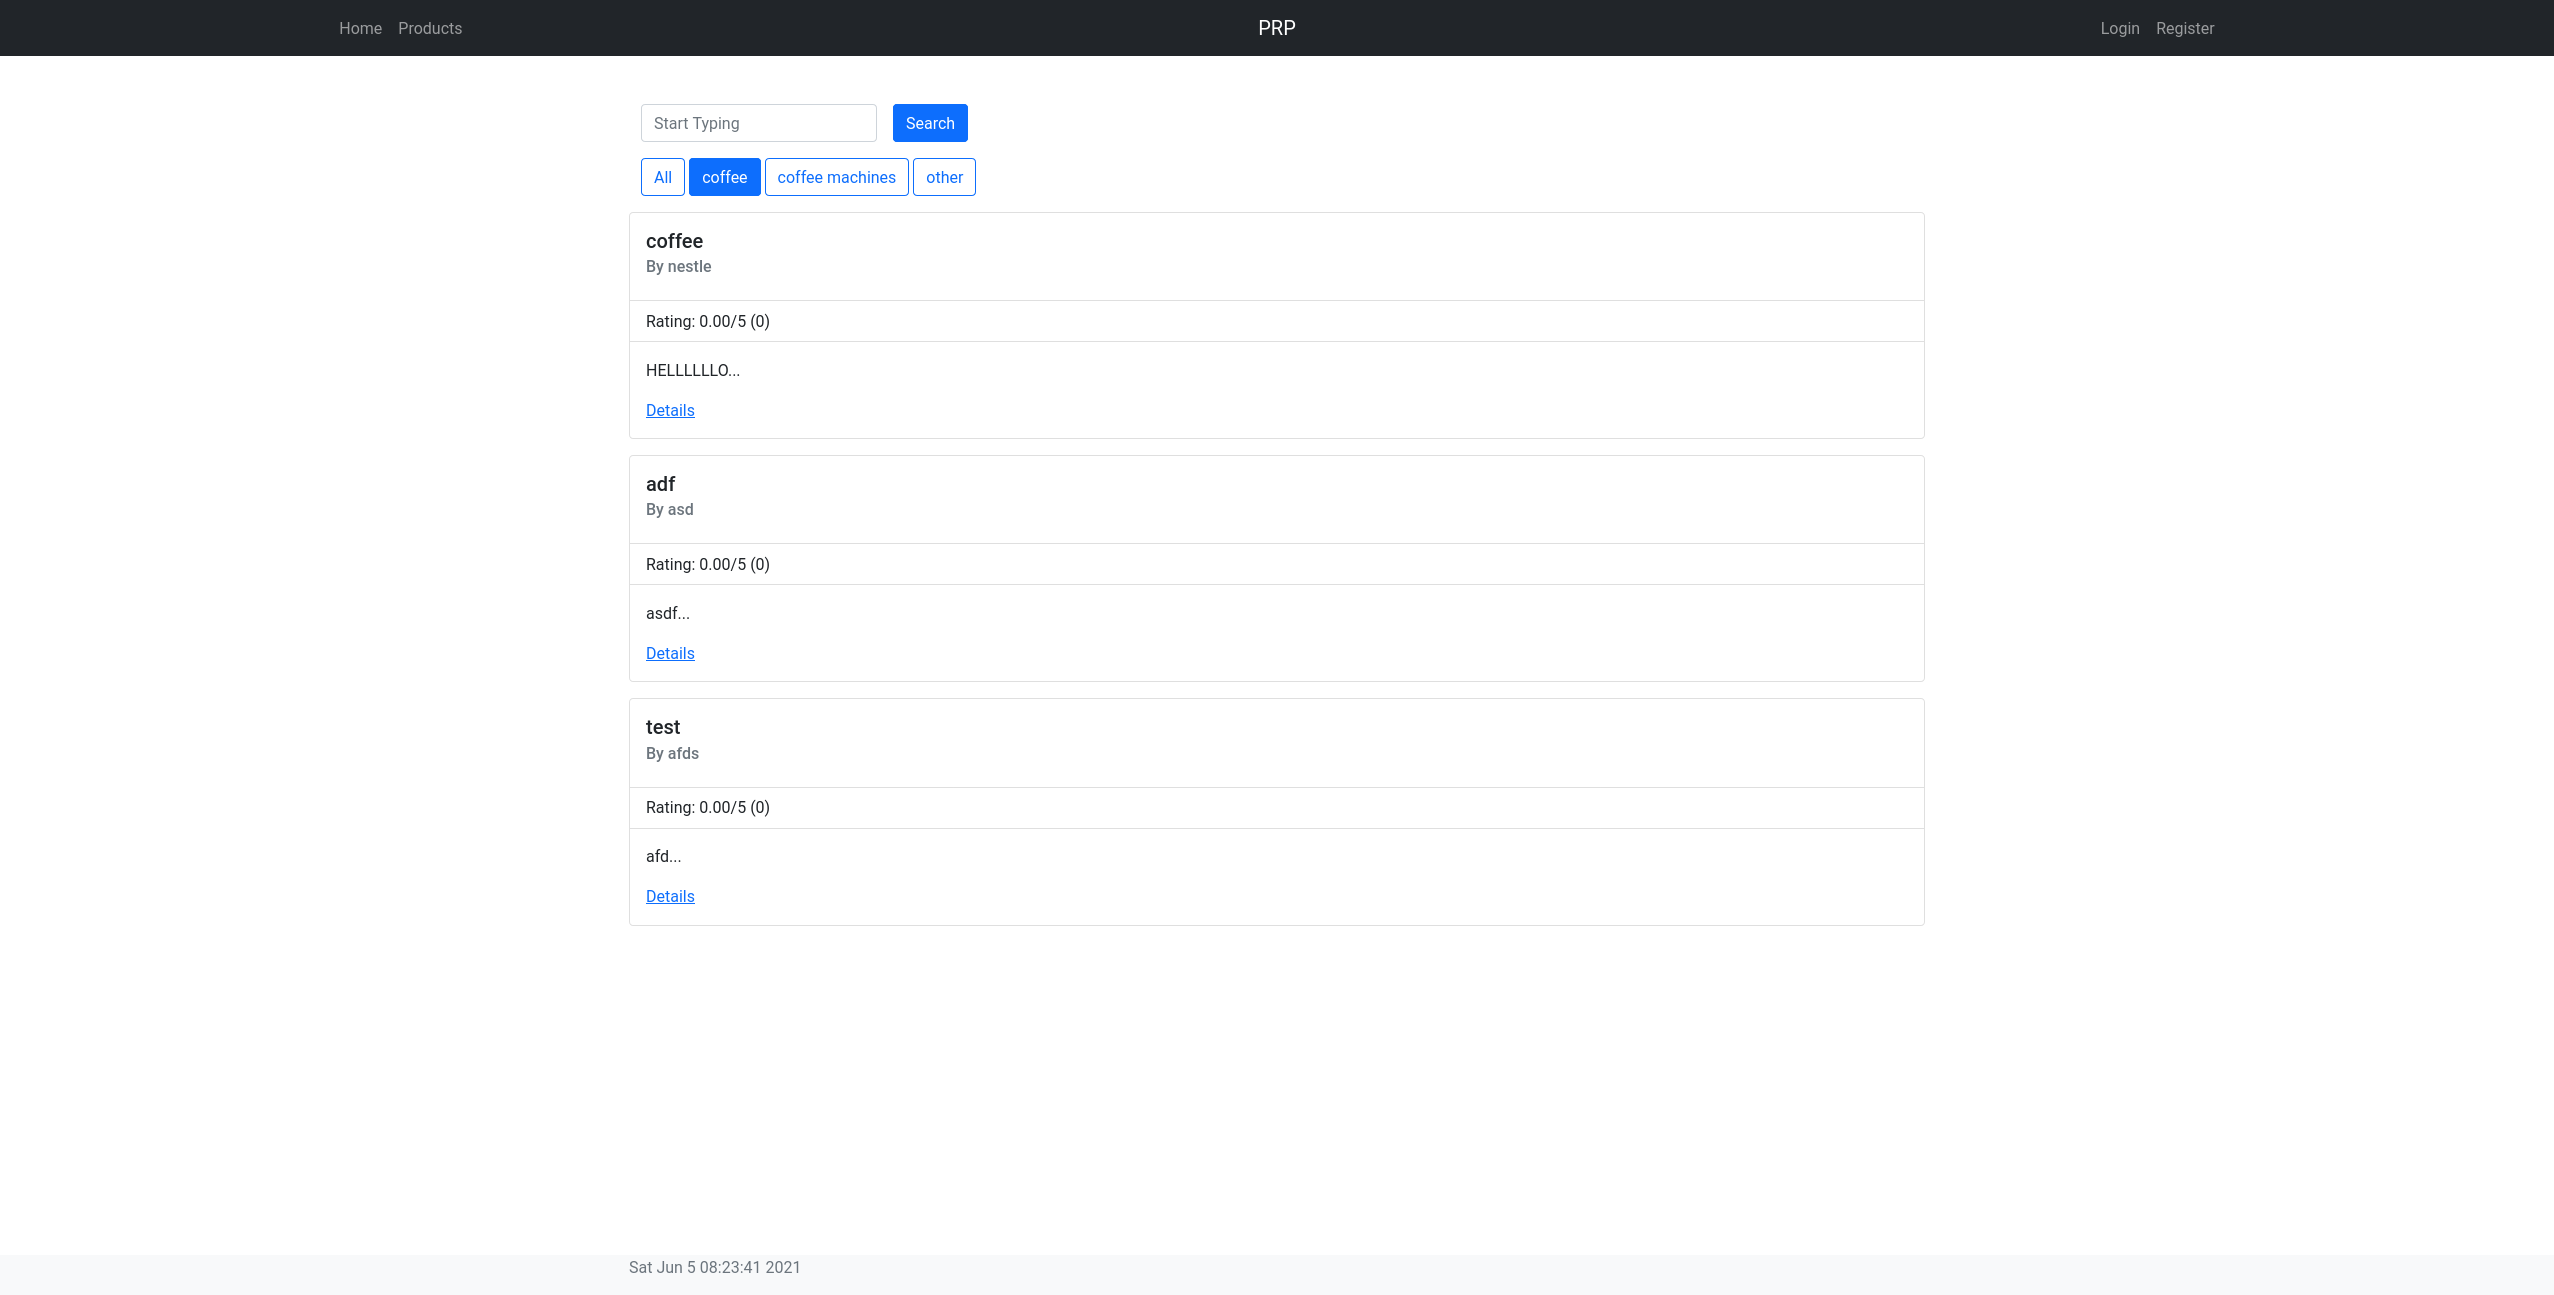 Home Products PRP Login Register
Start Typing Search
All coffee coffee machines other
coffee
By nestle
Rating: 0.00/5 (0)
HELLLLLLO...
Details
adf
By asd
Rating: 0.00/5 (0)
asdf...
Details
test
By afds
Rating: 0.00/5 (0)
afd...
Details
Sat Jun 5 08:23:41 2021